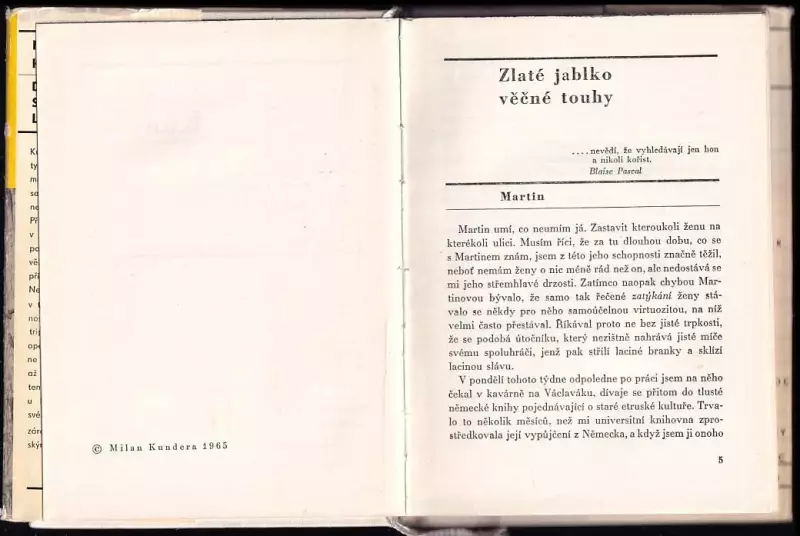 © Milan Kundera 1965
Zlaté jablko
věčné touhy
....nevědí, že vyhledávají jen hon
a nikoli kořist.
Blaise Pascal
Martin
Martin umí, co neumím já. Zastavit kteroukoli ženu na
kterékoli ulici. Musím říci, že za tu dlouhou dobu, co se
s Martinem znám, jsem z této jeho schopnosti značně těžil,
neboť nemám ženy o nic méně rád než on, ale nedostává se
mi jeho střemhlavé drzosti. Zatímco naopak chybou Mar-
tinovou bývalo, že samo tak řečené zatýkání ženy stá-
valo se někdy pro něho samoúčelnou virtuozitou, na níž
velmi často přestával. Říkával proto ne bez jisté trpkosti,
že se podobá útočníku, který nezištně nahrává jisté míče
svému spoluhráči, jenž pak střílí laciné branky a sklízí
lacinou slávu.
V pondělí tohoto týdne odpoledne po práci jsem na něho
čekal v kavárně na Václaváku, dívaje se přitom do tlusté
německé knihy pojednávající o staré etruské kultuře. Trva-
lo to několik měsíců, než mi universitní knihovna zpro-
středkovala její vypůjčení z Německa, a když jsem ji onoho
5